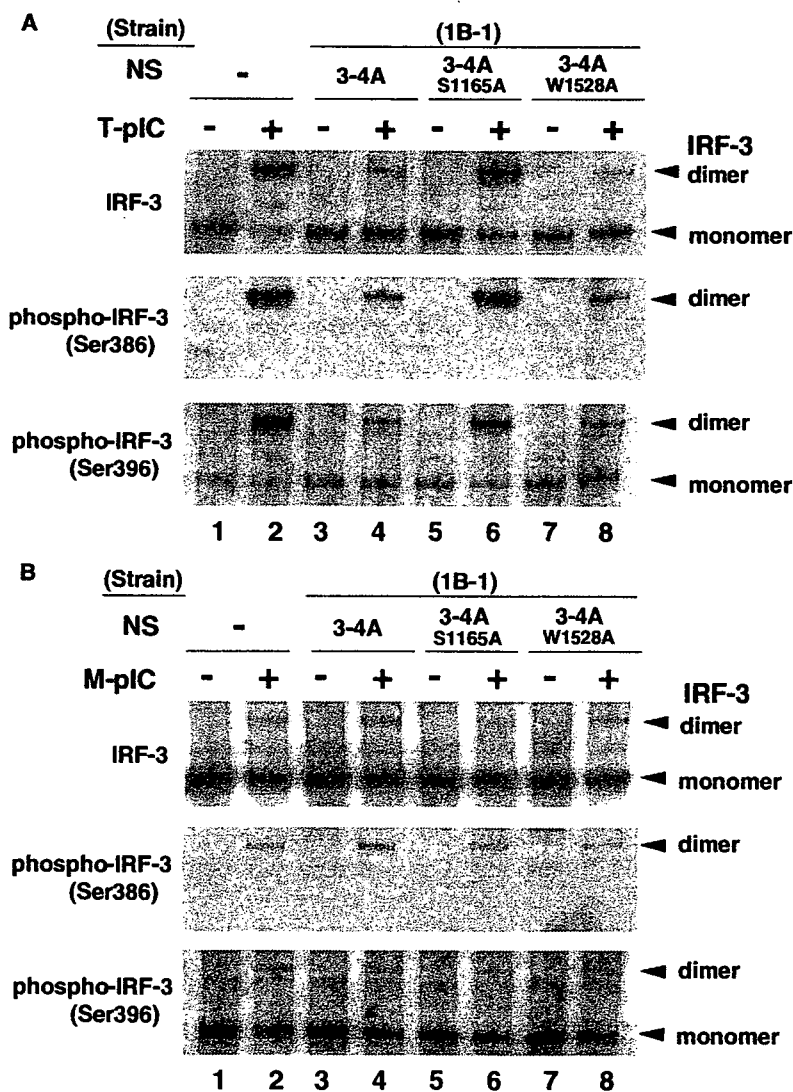 A
(Strain) (1B-1)
NS - 3-4A 3-4A S1165A 3-4A W1528A
T-pIC - + - + - + - +
IRF-3
IRF-3
dimer
monomer
phospho-IRF-3
(Ser386)
dimer
phospho-IRF-3
(Ser396)
dimer
monomer
1 2 3 4 5 6 7 8
B
(Strain) (1B-1)
NS - 3-4A 3-4A S1165A 3-4A W1528A
M-pIC - + - + - + - +
IRF-3
IRF-3
dimer
monomer
phospho-IRF-3
(Ser386)
dimer
phospho-IRF-3
(Ser396)
dimer
monomer
1 2 3 4 5 6 7 8